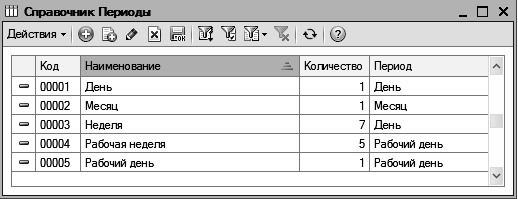 Справочник Периоды
Действия
Код Наименование Количество Период
00001 День 1 День
00002 Месяц 1 Месяц
00003 Неделя 7 День
00004 Рабочая неделя 5 Рабочий день
00005 Рабочий день 1 Рабочий день